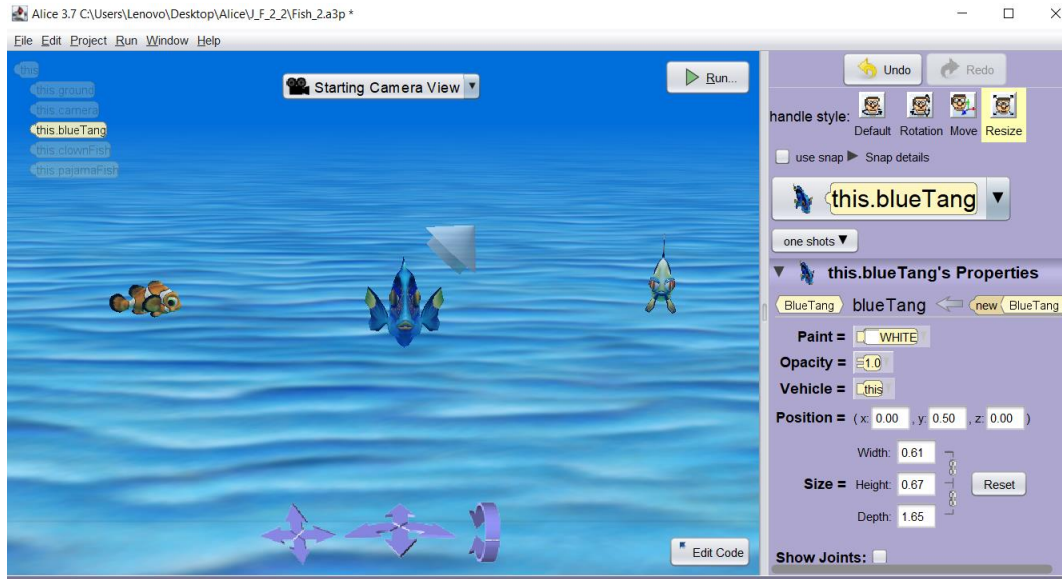 Alice 3.7 C:\Users\Lenovo\Desktop\Alice\J_F_2_2\Fish_2.a3p *
File Edit Project Run Window Help
this
this.ground
this.camera
this.blueTang
this.clownFish
this.pajamaFish
Starting Camera View
Run...
Edit Code
Undo Redo
handle style:
Default Rotation Move Resize
use snap Snap details
this.blueTang
one shots
this.blueTang's Properties
BlueTang blueTang new BlueTang
Paint = WHITE
Opacity = 1.0
Vehicle = this
Position = ( x: 0.00 , y: 0.50 , z: 0.00 )
Width: 0.61
Size = Height: 0.67 Reset
Depth: 1.65
Show Joints: